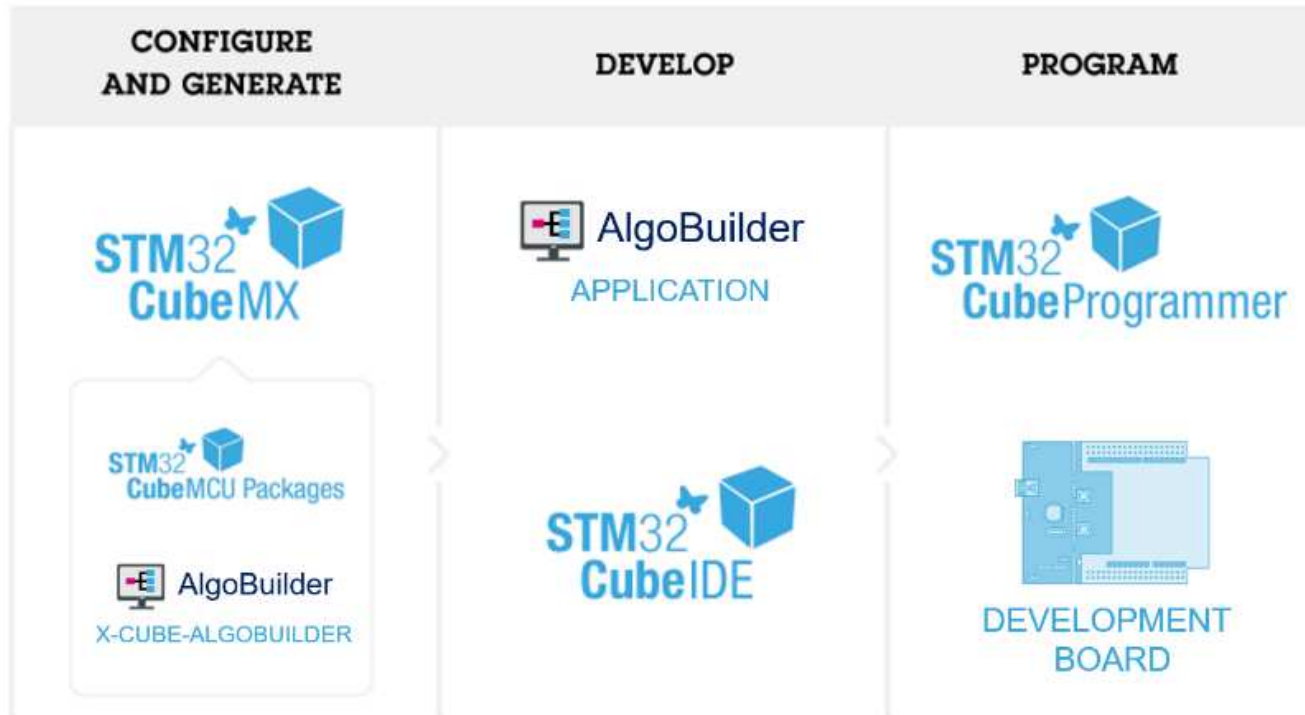 CONFIGURE
AND GENERATE
DEVELOP
PROGRAM
STM32
CubeMX
STM32
CubeMCU Packages
AlgoBuilder
X-CUBE-ALGOBUILDER
AlgoBuilder
APPLICATION
STM32
CubeIDE
STM32
CubeProgrammer
DEVELOPMENT
BOARD